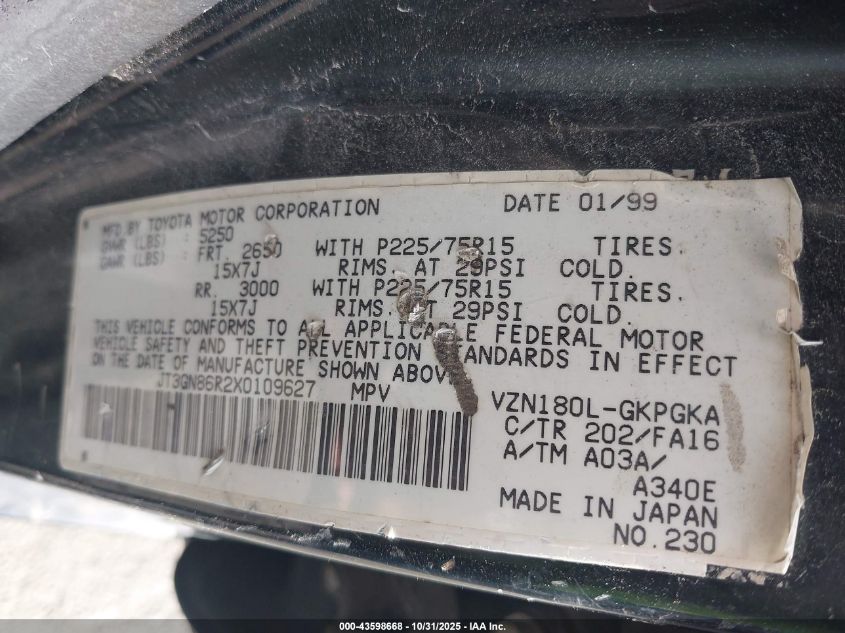 MFD BY TOYOTA MOTOR CORPORATION DATE 01/99
GVWR (LBS) : 5250
GAWR (LBS) : FRT. 2650 WITH P225/75R15 TIRES.
15X7J RIMS. AT 29PSI COLD.
RR. 3000 WITH P225/75R15 TIRES.
15X7J RIMS. AT 29PSI COLD.
THIS VEHICLE CONFORMS TO ALL APPLICABLE FEDERAL MOTOR
VEHICLE SAFETY AND THEFT PREVENTION STANDARDS IN EFFECT
ON THE DATE OF MANUFACTURE SHOWN ABOVE.
JT3GN86R2X0109627 MPV
VZN180L-GKPGKA
C/TR 202/FA16
A/TM A03A/
A340E
MADE IN JAPAN
NO.230
000-43598668 - 10/31/2025 - IAA Inc.